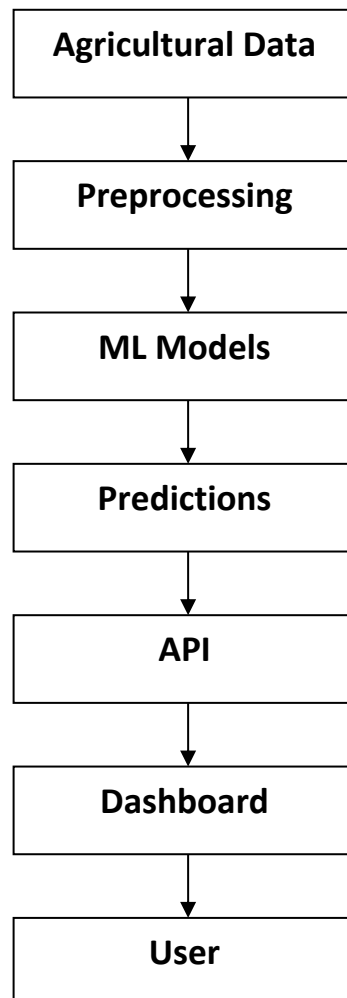 Agricultural Data
Preprocessing
ML Models
Predictions
API
Dashboard
User